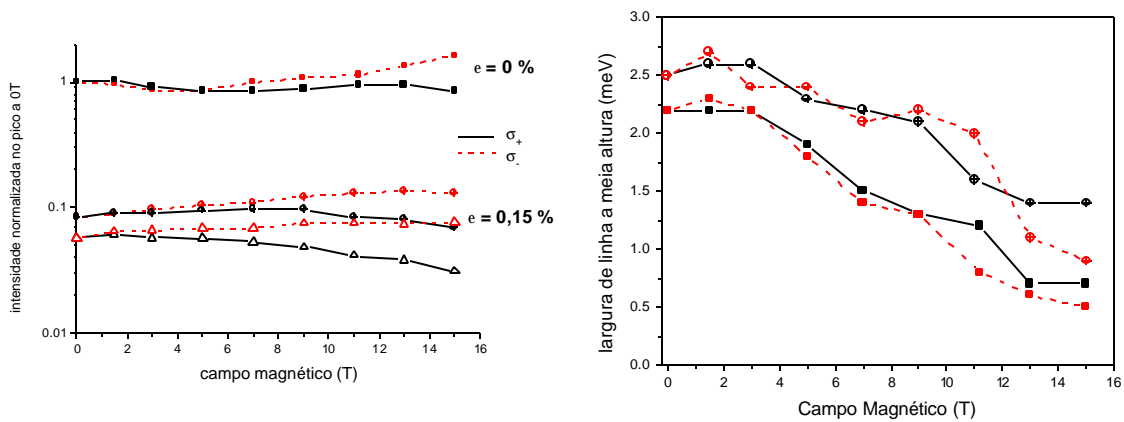 intensidade normalizada no pico a 0T
1
0.1
0.01
e = 0 %
σ+
σ-
e = 0,15 %
0 2 4 6 8 10 12 14 16
campo magnético (T)
largura de linha a meia altura (meV)
3.0
2.5
2.0
1.5
1.0
0.5
0.0
0 2 4 6 8 10 12 14 16
Campo Magnético (T)